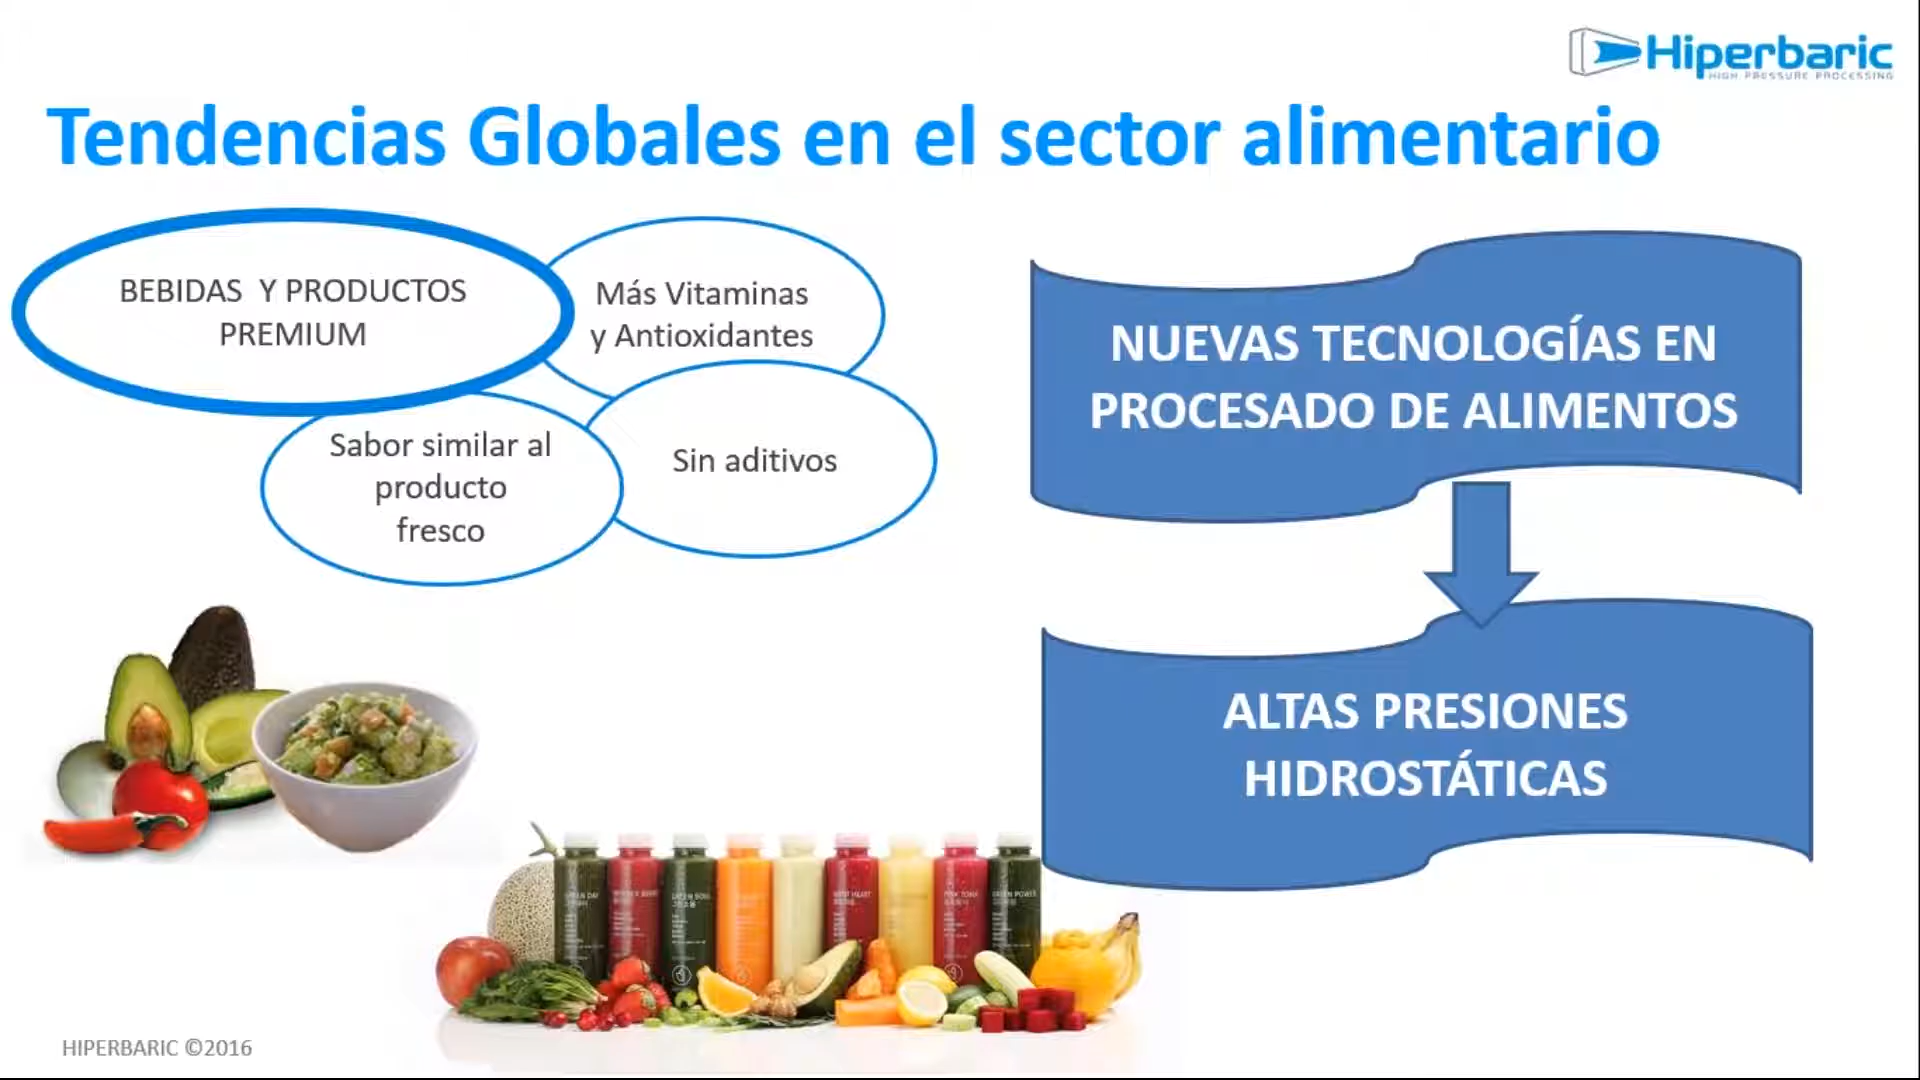 Hiperbaric
HIGH PRESSURE PROCESSING
Tendencias Globales en el sector alimentario
BEBIDAS Y PRODUCTOS
PREMIUM
Más Vitaminas
y Antioxidantes
Sabor similar al
producto
fresco
Sin aditivos
NUEVAS TECNOLOGÍAS EN
PROCESADO DE ALIMENTOS
ALTAS PRESIONES
HIDROSTÁTICAS
HIPERBARIC ©2016